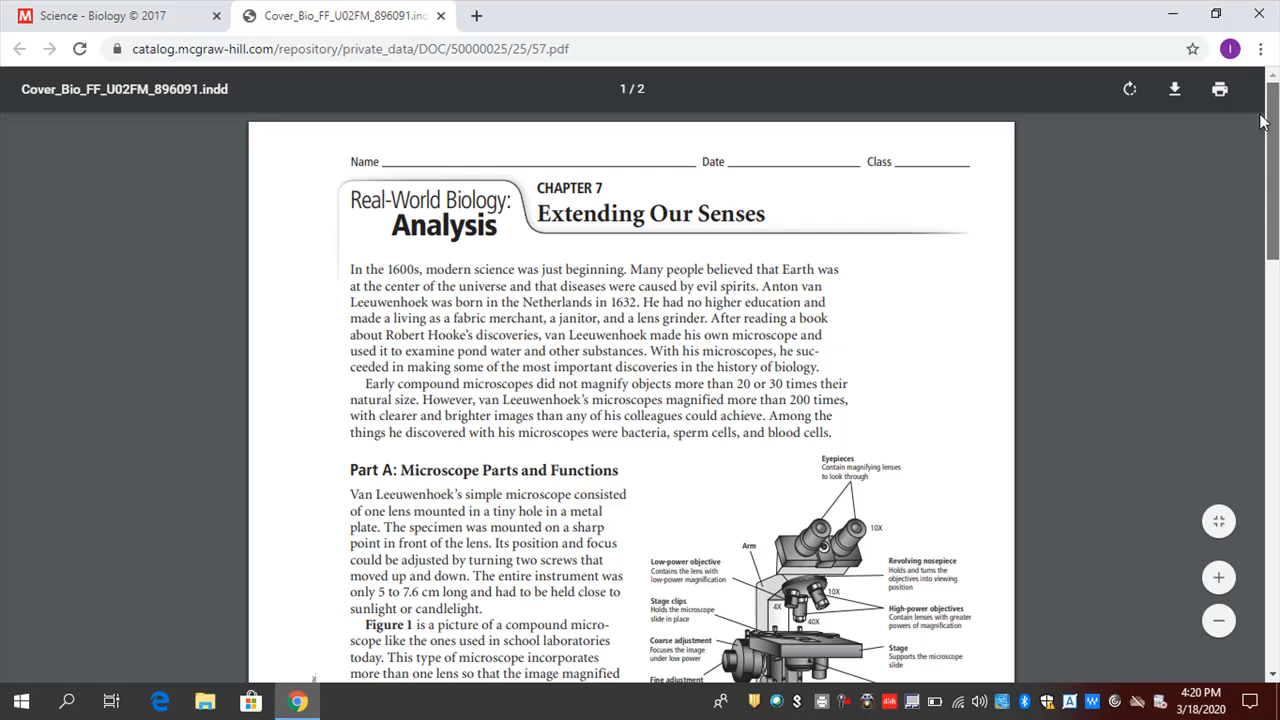 Science - Biology © 2017
Cover_Bio_FF_U02FM_896091.ind
catalog.mcgraw-hill.com/repository/private_data/DOC/50000025/25/57.pdf
I
Cover_Bio_FF_U02FM_896091.indd
1 / 2
Name Date Class
Real-World Biology:
Analysis
CHAPTER 7
Extending Our Senses
In the 1600s, modern science was just beginning. Many people believed that Earth was
at the center of the universe and that diseases were caused by evil spirits. Anton van
Leeuwenhoek was born in the Netherlands in 1632. He had no higher education and
made a living as a fabric merchant, a janitor, and a lens grinder. After reading a book
about Robert Hooke's discoveries, van Leeuwenhoek made his own microscope and
used it to examine pond water and other substances. With his microscopes, he suc-
ceeded in making some of the most important discoveries in the history of biology.
Early compound microscopes did not magnify objects more than 20 or 30 times their
natural size. However, van Leeuwenhoek's microscopes magnified more than 200 times,
with clearer and brighter images than any of his colleagues could achieve. Among the
things he discovered with his microscopes were bacteria, sperm cells, and blood cells.
Part A: Microscope Parts and Functions
Van Leeuwenhoek's simple microscope consisted
of one lens mounted in a tiny hole in a metal
plate. The specimen was mounted on a sharp
point in front of the lens. Its position and focus
could be adjusted by turning two screws that
moved up and down. The entire instrument was
only 5 to 7.6 cm long and had to be held close to
sunlight or candlelight.
Figure 1 is a picture of a compound micro-
scope like the ones used in school laboratories
today. This type of microscope incorporates
more than one lens so that the image magnified
Eyepieces
Contain magnifying lenses
to look through
10X
Arm
Low-power objective
Contains the lens with
low-power magnification
Revolving nosepiece
Holds and turns the
objectives into viewing
position
Stage clips
Holds the microscope
slide in place
4X
10X
40X
High-power objectives
Contain lenses with greater
powers of magnification
Coarse adjustment
Focuses the image
under low power
Stage
Supports the microscope
slide
Fine adjustment
4:20 PM
3/18/2020